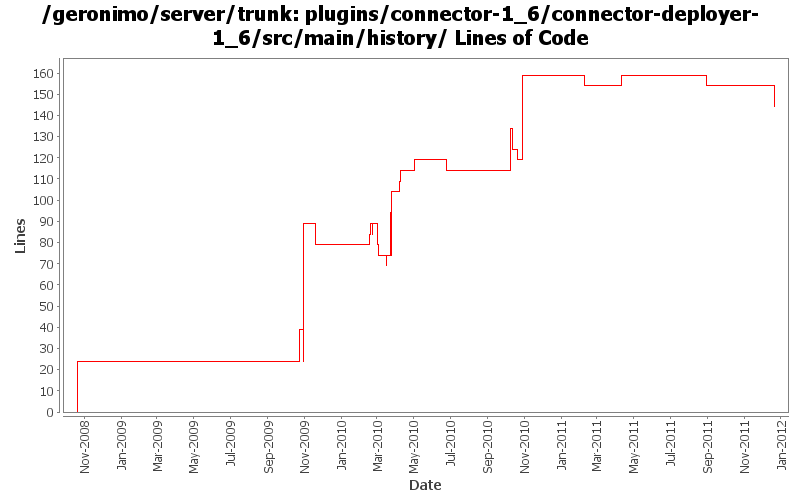 /geronimo/server/trunk: plugins/connector-1_6/connector-deployer-
1_6/src/main/history/ Lines of Code
Lines
160
150
140
130
120
110
100
90
80
70
60
50
40
30
20
10
0
Nov-2008
Jan-2009
Mar-2009
May-2009
Jul-2009
Sep-2009
Nov-2009
Jan-2010
Mar-2010
May-2010
Jul-2010
Sep-2010
Nov-2010
Jan-2011
Mar-2011
May-2011
Jul-2011
Sep-2011
Nov-2011
Jan-2012
Date